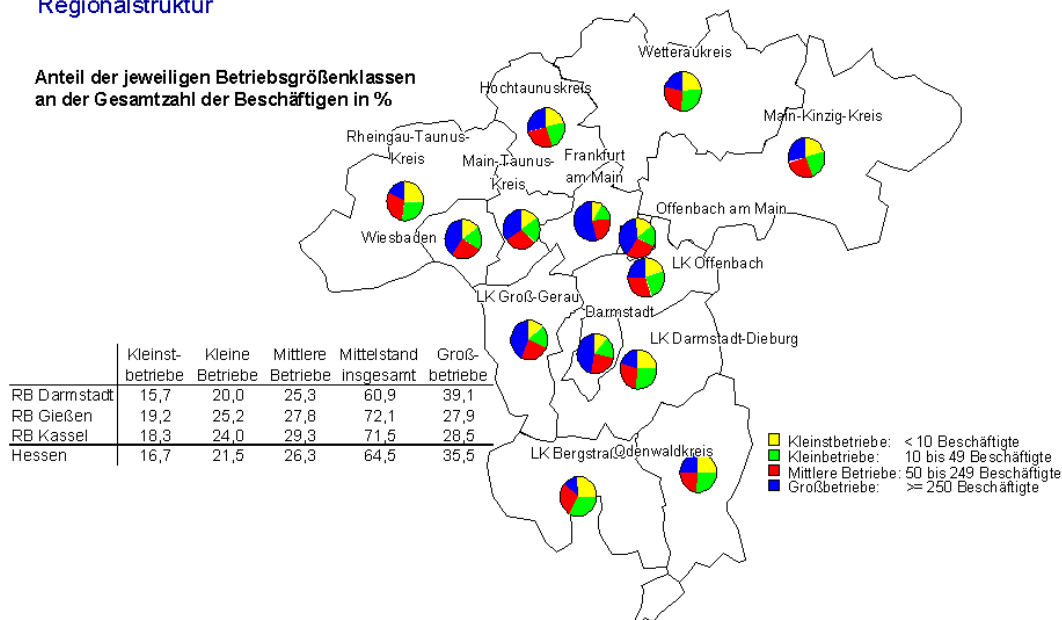 Regionalstruktur
Anteil der jeweiligen Betriebsgrößenklassen
an der Gesamtzahl der Beschäftigen in %
Wetteraukreis
Hochtaunuskreis
Main-Kinzig-Kreis
Rheingau-Taunus-
Kreis
Main-Taunus-
Kreis
Frankfurt
am Main
Offenbach am Main
Wiesbaden
LK Offenbach
LK Groß-Gerau
Darmstadt
LK Darmstadt-Dieburg
Kleinst- Kleine Mittlere Mittelstand Groß-
betriebe Betriebe Betriebe insgesamt betriebe
RB Darmstadt 15,7 20,0 25,3 60,9 39,1
RB Gießen 19,2 25,2 27,8 72,1 27,9
RB Kassel 18,3 24,0 29,3 71,5 28,5
Hessen 16,7 21,5 26,3 64,5 35,5
LK Bergstraße
Odenwaldkreis
Kleinstbetriebe: < 10 Beschäftigte
Kleinbetriebe: 10 bis 49 Beschäftigte
Mittlere Betriebe: 50 bis 249 Beschäftigte
Großbetriebe: >= 250 Beschäftigte